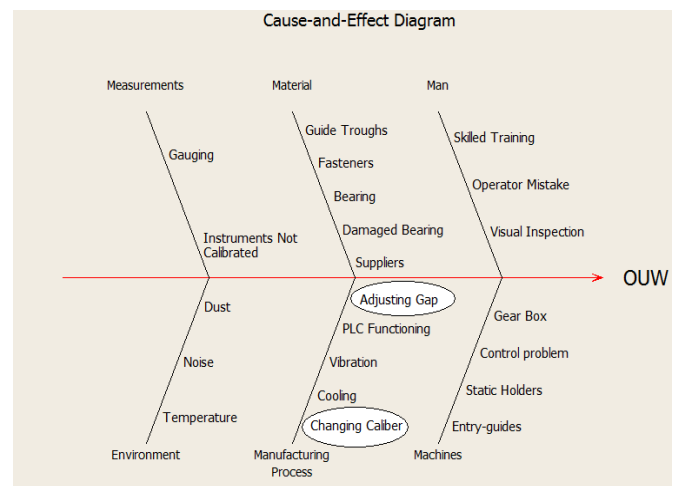 Cause-and-Effect Diagram
Measurements
Material
Man
Guide Troughs
Skilled Training
Gauging
Fasteners
Operator Mistake
Bearing
Damaged Bearing
Visual Inspection
Instruments Not
Calibrated
Suppliers
OUW
Adjusting Gap
Dust
Gear Box
PLC Functioning
Control problem
Noise
Vibration
Static Holders
Cooling
Temperature
Changing Caliber
Entry-guides
Environment
Manufacturing
Process
Machines